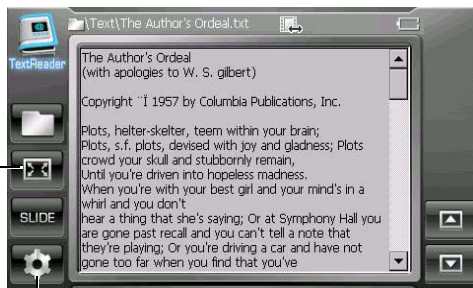 \Text\The Author's Ordeal.txt
TextReader
The Author's Ordeal
(with apologies to W. S. gilbert)
Copyright ¨Ï 1957 by Columbia Publications, Inc.
Plots, helter-skelter, teem within your brain;
Plots, s.f. plots, devised with joy and gladness; Plots
crowd your skull and stubbornly remain,
Until you're driven into hopeless madness.
When you're with your best girl and your mind's in a
whirl and you don't
hear a thing that she's saying; Or at Symphony Hall you
are gone past recall and you can't tell a note that
they're playing; Or you're driving a car and have not
gone too far when you find that you've
SLIDE